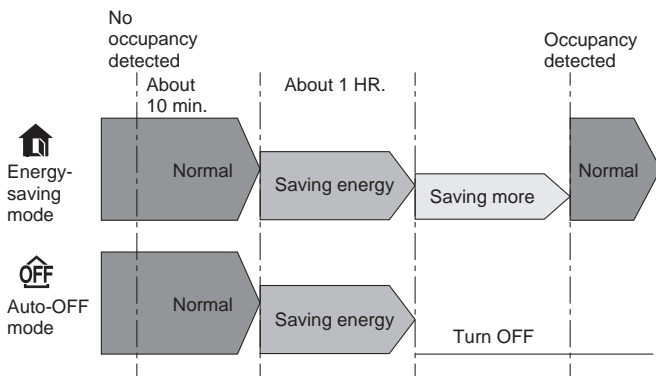 No
occupancy
detected
Occupancy
detected
About
10 min.
About 1 HR.
Energy-
saving
mode
Normal
Saving energy
Saving more
Normal
OFF
Auto-OFF
mode
Normal
Saving energy
Turn OFF